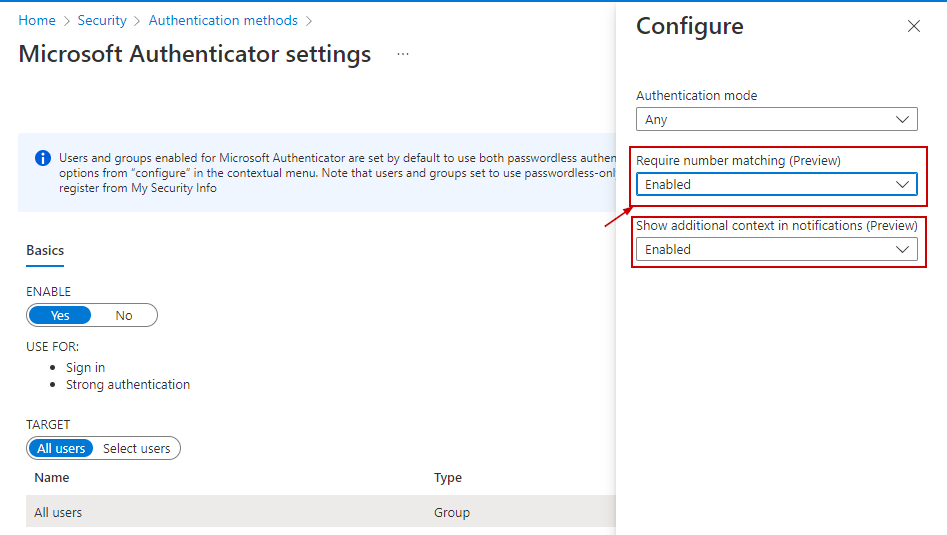 Home > Security > Authentication methods >
Microsoft Authenticator settings ...
Users and groups enabled for Microsoft Authenticator are set by default to use both passwordless authen
options from “configure” in the contextual menu. Note that users and groups set to use passwordless-onl
register from My Security Info
Basics
ENABLE
Yes No
USE FOR:
• Sign in
• Strong authentication
TARGET
All users Select users
Name Type
All users Group
Configure
Authentication mode
Any
Require number matching (Preview)
Enabled
Show additional context in notifications (Preview)
Enabled